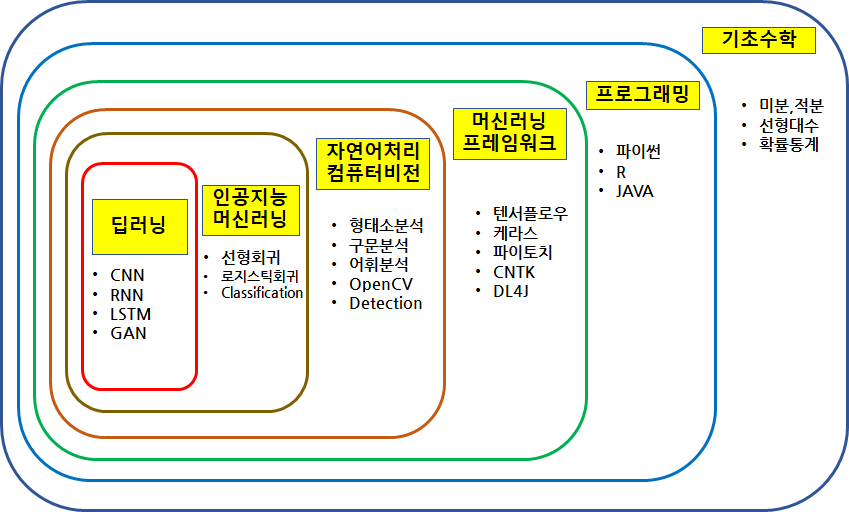 기초수학
• 미분,적분
• 선형대수
• 확률통계
프로그래밍
• 파이썬
• R
• JAVA
머신러닝
프레임워크
• 텐서플로우
• 케라스
• 파이토치
• CNTK
• DL4J
자연어처리
컴퓨터비전
• 형태소분석
• 구문분석
• 어휘분석
• OpenCV
• Detection
인공지능
머신러닝
• 선형회귀
• 로지스틱회귀
• Classification
딥러닝
• CNN
• RNN
• LSTM
• GAN